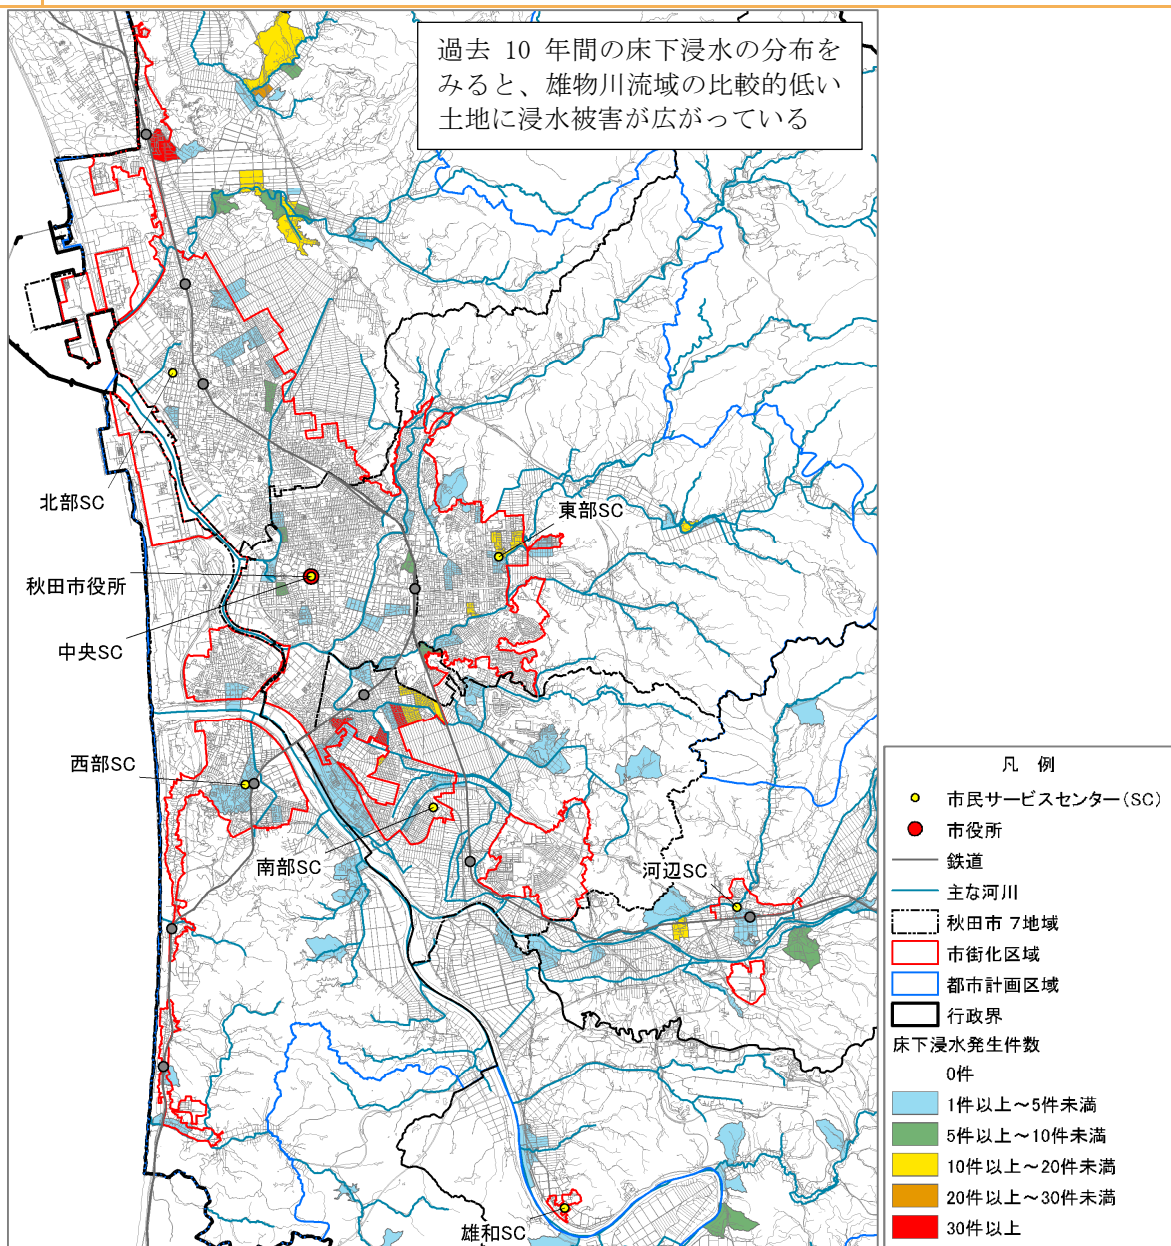 過去 10 年間の床下浸水の分布を
みると、雄物川流域の比較的低い
土地に浸水被害が広がっている
北部SC
東部SC
秋田市役所
中央SC
西部SC
南部SC
河辺SC
雄和SC
凡　例
市民サービスセンター(SC)
市役所
鉄道
主な河川
秋田市 7地域
市街化区域
都市計画区域
行政界
床下浸水発生件数
0件
1件以上～5件未満
5件以上～10件未満
10件以上～20件未満
20件以上～30件未満
30件以上